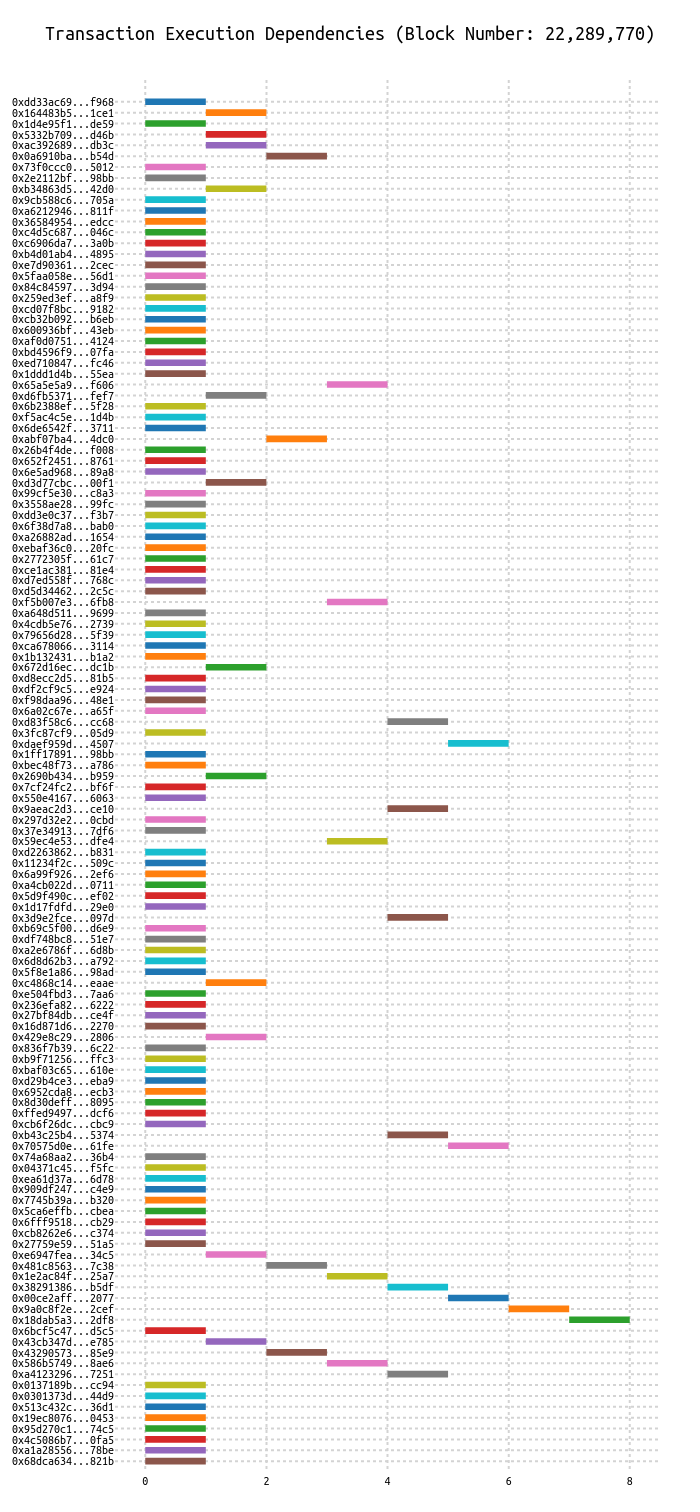 Transaction Execution Dependencies (Block Number: 22,289,770)
0xdd33ac69...f968
0x164483b5...1ce1
0x1d4e95f1...de59
0x5332b709...d46b
0xac392689...db3c
0x0a6910ba...b54d
0x73f0ccc0...5012
0x2e2112bf...98bb
0xb34863d5...42d0
0x9cb588c6...705a
0xa6212946...811f
0x36584954...edcc
0xc4d5c687...046c
0xc6906da7...3a0b
0xb4d01ab4...4895
0xe7d90361...2cec
0x5faa058e...56d1
0x84c84597...3d94
0x259ed3ef...a8f9
0xcd07f8bc...9182
0xcb32b092...b6eb
0x600936bf...43eb
0xaf0d0751...4124
0xbd4596f9...07fa
0xed710847...fc46
0x1ddd1d4b...55ea
0x65a5e5a9...f606
0xd6fb5371...fef7
0x6b2388ef...5f28
0xf5ac4c5e...1d4b
0x6de6542f...3711
0xabf07ba4...4dc0
0x26b4f4de...f008
0x652f2451...8761
0x6e5ad968...89a8
0xd3d77cbc...00f1
0x99cf5e30...c8a3
0x3558ae28...99fc
0xdd3e0c37...f3b7
0x6f38d7a8...bab0
0xa26882ad...1654
0xebaf36c0...20fc
0x2772305f...61c7
0xce1ac381...81e4
0xd7ed558f...768c
0xd5d34462...2c5c
0xf5b007e3...6fb8
0xa648d511...9699
0x4cdb5e76...2739
0x79656d28...5f39
0xca678066...3114
0x1b132431...b1a2
0x672d16ec...dc1b
0xd8ecc2d5...81b5
0xdf2cf9c5...e924
0xf98daa96...48e1
0x6a02c67e...a65f
0xd83f58c6...cc68
0x3fc87cf9...05d9
0xdaef959d...4507
0x1ff17891...98bb
0xbec48f73...a786
0x2690b434...b959
0x7cf24fc2...bf6f
0x550e4167...6063
0x9aeac2d3...ce10
0x297d32e2...0cbd
0x37e34913...7df6
0x59ec4e53...dfe4
0xd2263862...b831
0x11234f2c...509c
0x6a99f926...2ef6
0xa4cb022d...0711
0x5d9f490c...ef02
0x1d17fdfd...29e0
0x3d9e2fce...097d
0xb69c5f00...d6e9
0xdf748bc8...51e7
0xa2e6786f...6d8b
0x6d8d62b3...a792
0x5f8e1a86...98ad
0xc4868c14...eaae
0xe504fbd3...7aa6
0x236efa82...6222
0x27bf84db...ce4f
0x16d871d6...2270
0x429e8c29...2806
0x836f7b39...6c22
0xb9f71256...ffc3
0xbaf03c65...610e
0xd29b4ce3...eba9
0x6952cda8...ecb3
0x8d30deff...8095
0xffed9497...dcf6
0xcb6f26dc...cbc9
0xb43c25b4...5374
0x70575d0e...61fe
0x74a68aa2...36b4
0x04371c45...f5fc
0xea61d37a...6d78
0x909df247...c4e9
0x7745b39a...b320
0x5ca6effb...cbea
0x6fff9518...cb29
0xcb8262e6...c374
0x27759e59...51a5
0xe6947fea...34c5
0x481c8563...7c38
0x1e2ac84f...25a7
0x38291386...b5df
0x00ce2aff...2077
0x9a0c8f2e...2cef
0x18dab5a3...2df8
0x6bcf5c47...d5c5
0x43cb347d...e785
0x43290573...85e9
0x586b5749...8ae6
0xa4123296...7251
0x0137189b...cc94
0x0301373d...44d9
0x513c432c...36d1
0x19ec8076...0453
0x95d270c1...74c5
0x4c5086b7...0fa5
0xa1a28556...78be
0x68dca634...821b
0 2 4 6 8